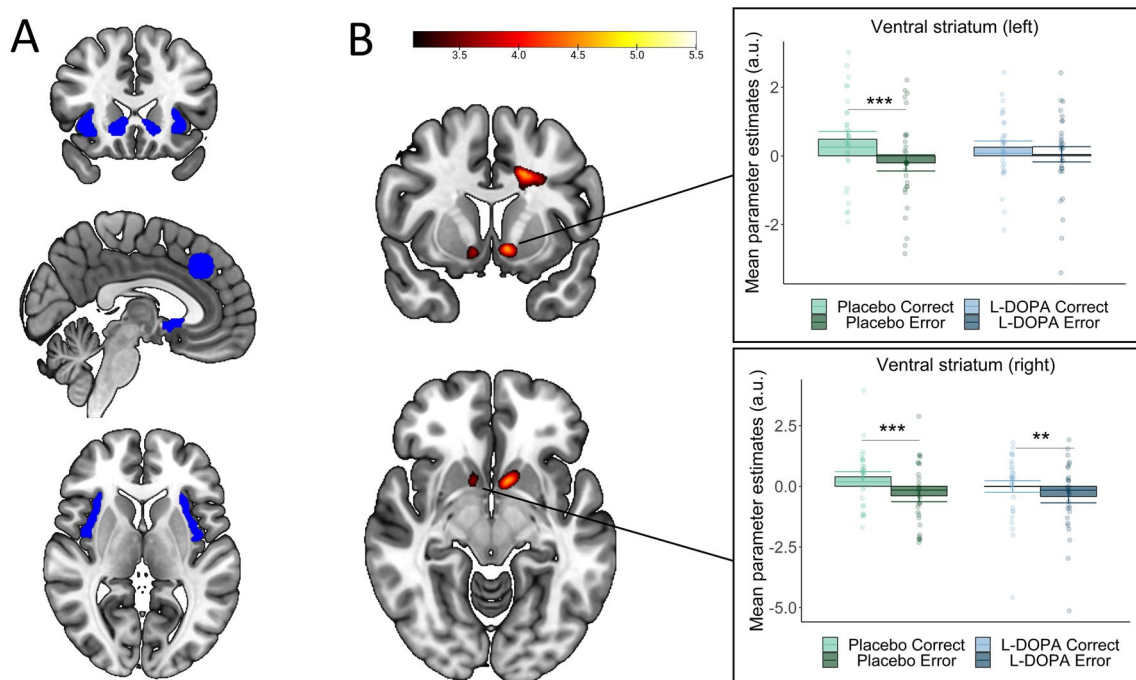 A
B
3.5 4.0 4.5 5.0 5.5
Ventral striatum (left)
Mean parameter estimates (a.u.)
2
0
-2
***
Placebo Correct
Placebo Error
L-DOPA Correct
L-DOPA Error
Ventral striatum (right)
Mean parameter estimates (a.u.)
2.5
0.0
-2.5
-5.0
***
**
Placebo Correct
Placebo Error
L-DOPA Correct
L-DOPA Error